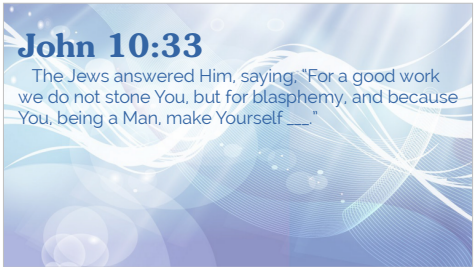 John 10:33
The Jews answered Him, saying, "For a good work
we do not stone You, but for blasphemy, and because
You, being a Man, make Yourself ___."